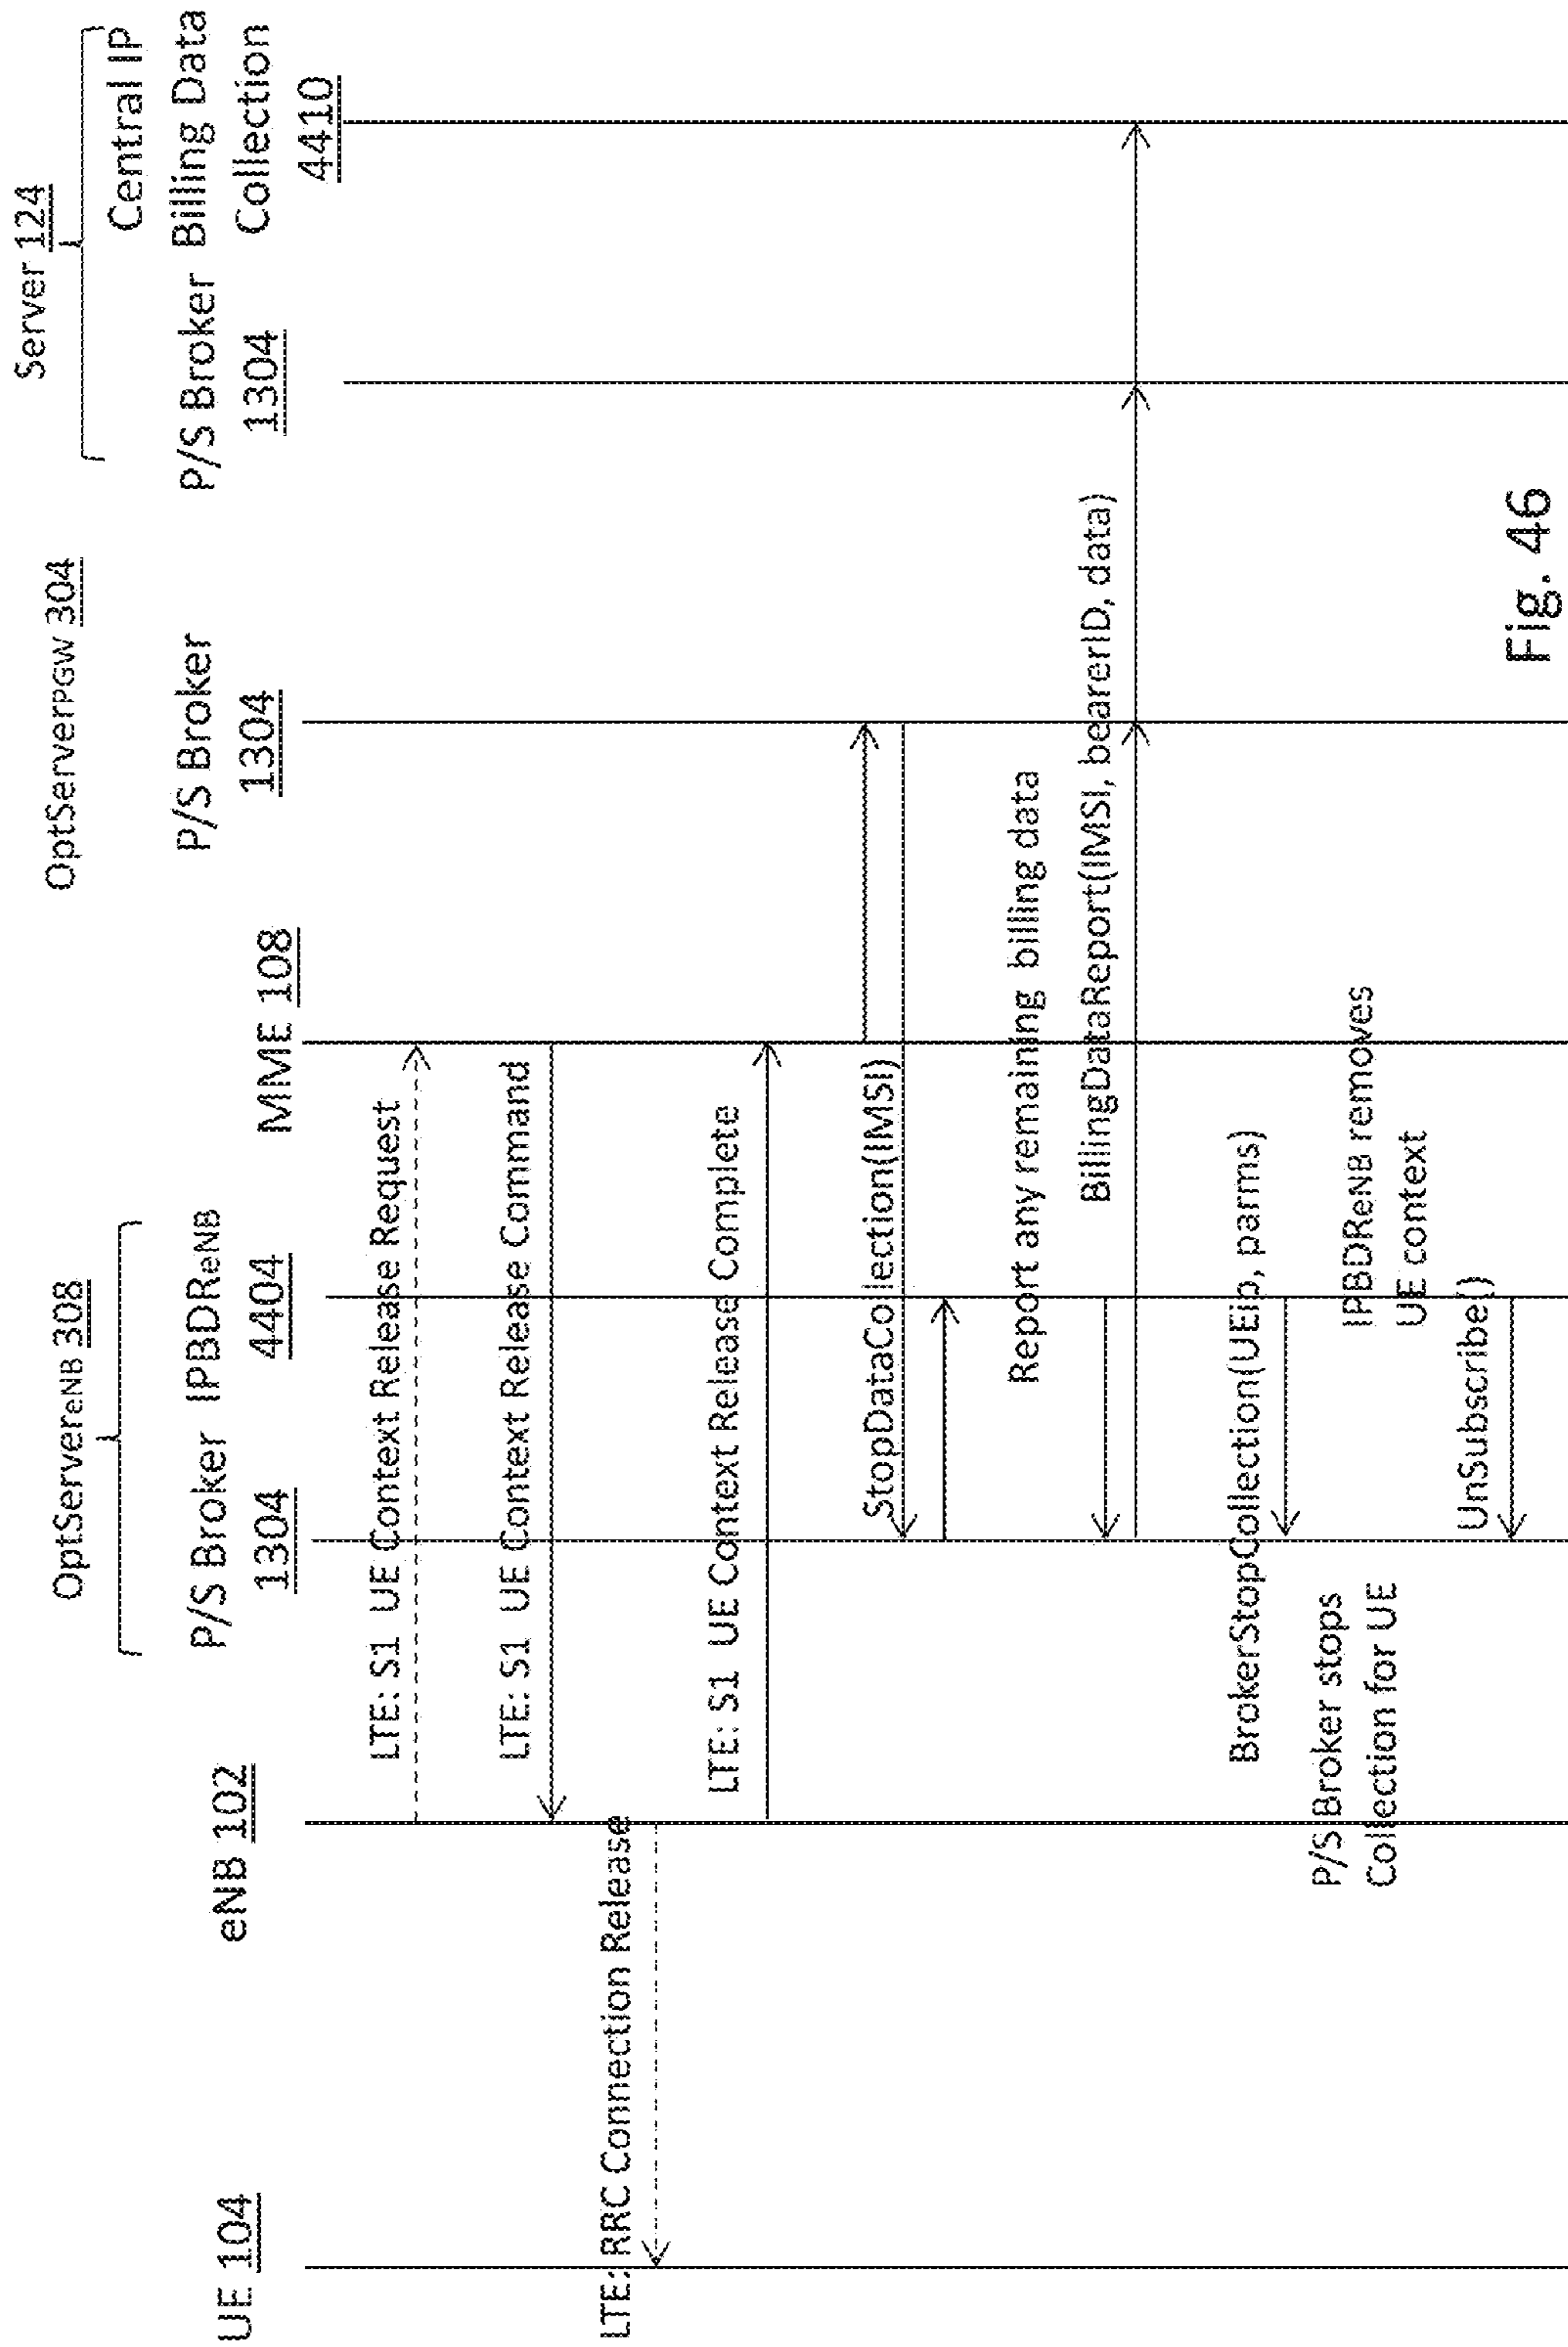 OptServereNB 308
OptServerPGW 304
Server 124
UE 104
eNB 102
P/S Broker
1304
IPBDReNB
4404
MME 108
P/S Broker
1304
P/S Broker
1304
Central IP
Billing Data
Collection
4410
LTE: S1 UE Context Release Request
LTE: S1 UE Context Release Command
LTE: RRC Connection Release
LTE: S1 UE Context Release Complete
StopDataCollection(IMSI)
Report any remaining billing data
BillingDataReport(IMSI, bearerID, data)
BrokerStopCollection(UEip, parms)
P/S Broker stops
Collection for UE
IPBDReNB removes
UE context
UnSubscribe()
Fig. 46